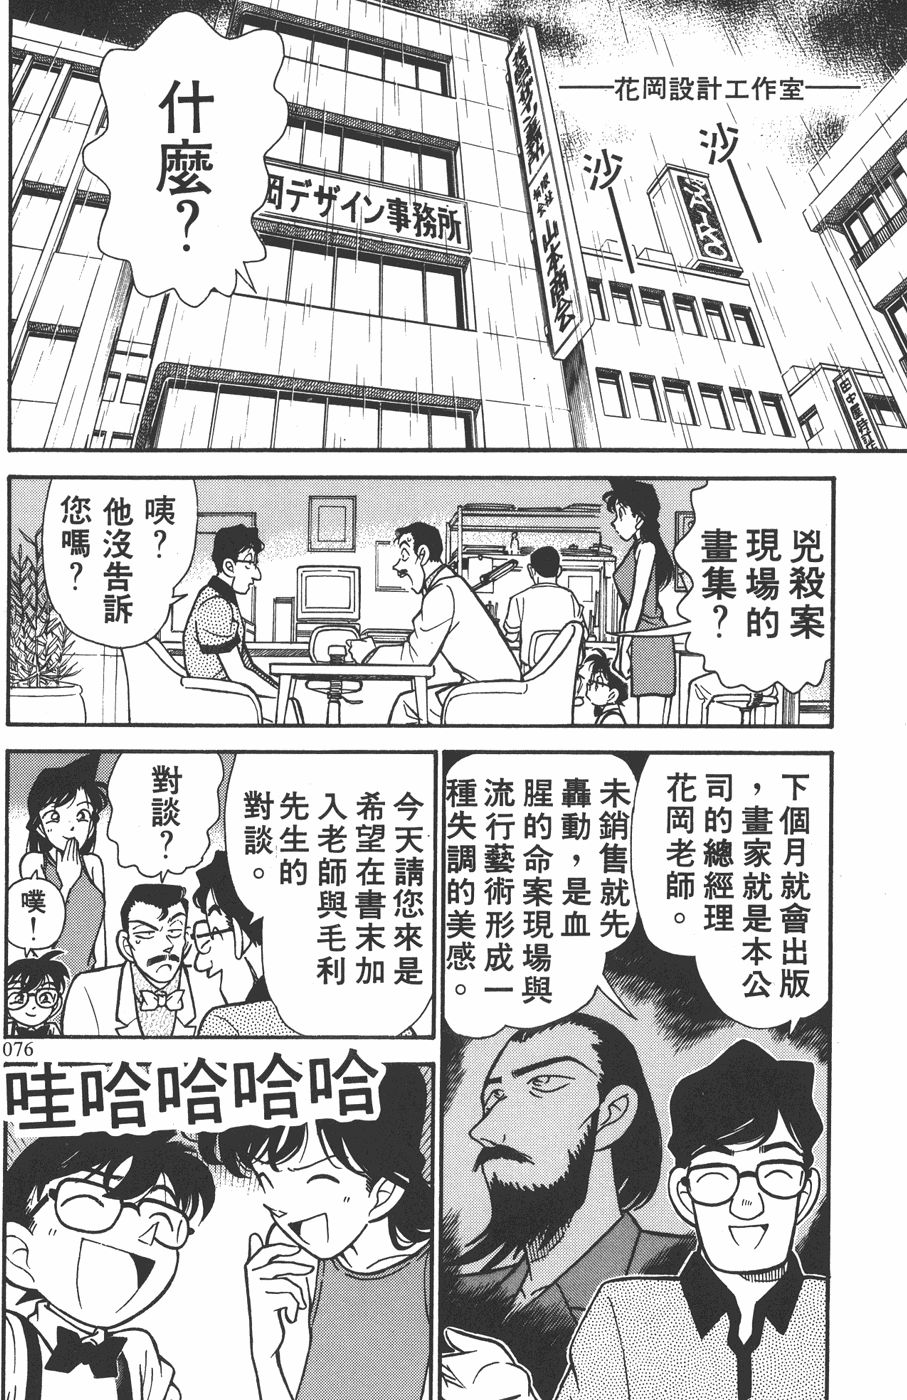 ——花岡設計工作室——
沙
沙
什
麼？
岡デザイン事務所
山本商会
兇殺案
現場的
畫集？
咦？
他沒告訴
您嗎？
下個月就會出版
，畫家就是本公
司的總經理
花岡老師。
未銷售就先
轟動，是血
腥的命案現場與
流行藝術形成一
種失調的美感。
今天請您來是
希望在書末加
入老師與毛利
先生的
對談。
對談？
噗！
076
哇哈哈哈哈